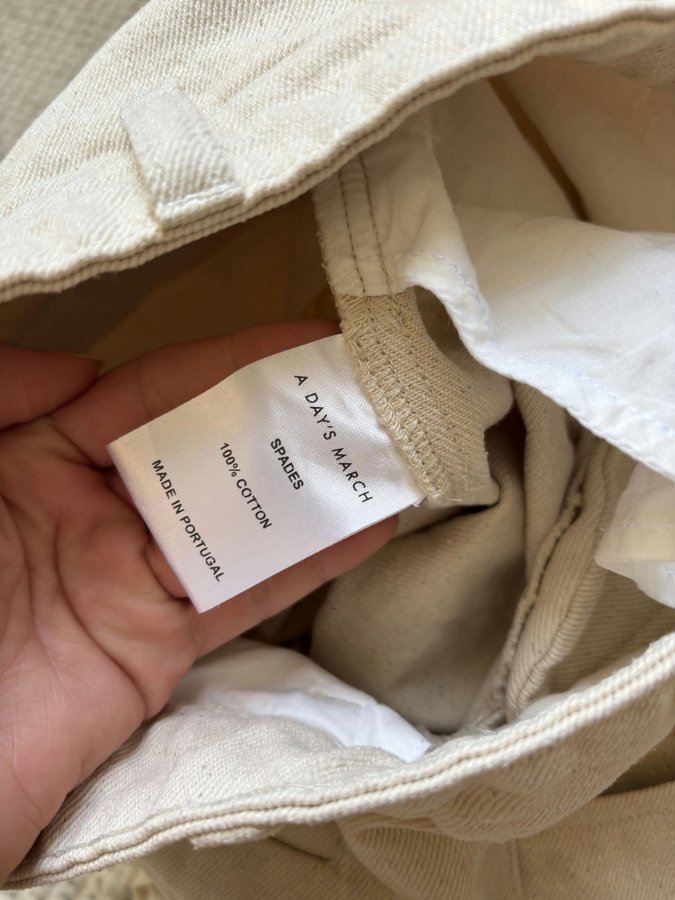 A DAY'S MARCH
SPADES
100% COTTON
MADE IN PORTUGAL